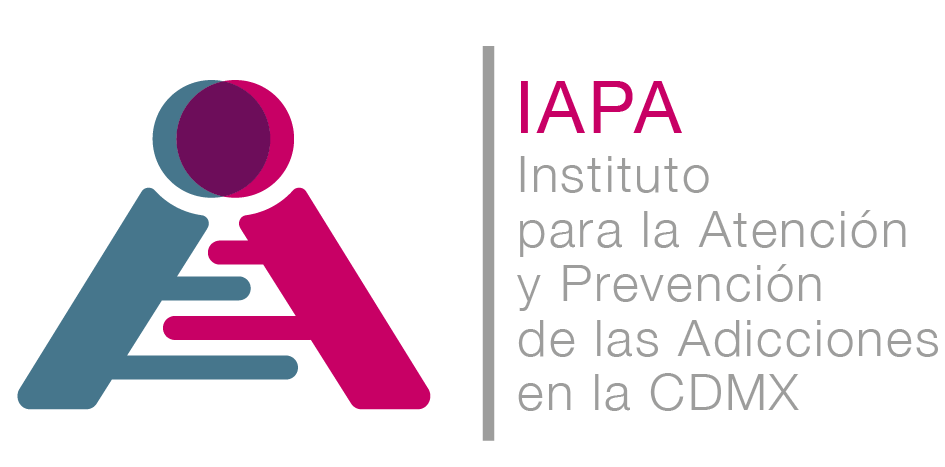 IAPA
Instituto
para la Atención
y Prevención
de las Adicciones
en la CDMX